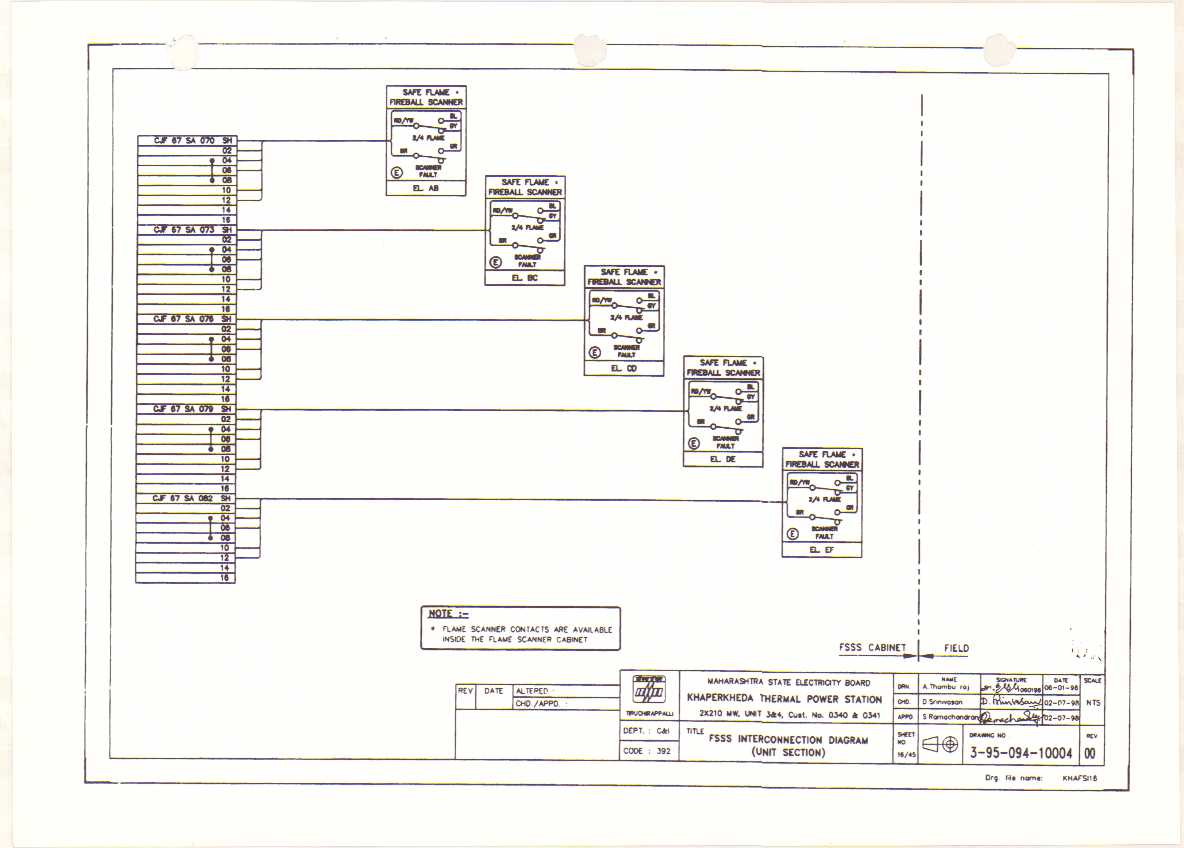 SAFE FLAME *
FIREBALL SCANNER
RD/YW
BL
GY
2/4 FLAME
BR
GR
SCANNER
FAULT
E
EL. AB
CJF 67 SA 070 SH
02
04
06
08
10
12
14
16
SAFE FLAME *
FIREBALL SCANNER
RD/YW
BL
GY
2/4 FLAME
BR
GR
SCANNER
FAULT
E
EL. BC
CJF 67 SA 073 SH
02
04
06
08
10
12
14
16
SAFE FLAME *
FIREBALL SCANNER
RD/YW
BL
GY
2/4 FLAME
BR
GR
SCANNER
FAULT
E
EL. CD
CJF 67 SA 076 SH
02
04
06
08
10
12
14
16
SAFE FLAME *
FIREBALL SCANNER
RD/YW
BL
GY
2/4 FLAME
BR
GR
SCANNER
FAULT
E
EL. DE
CJF 67 SA 079 SH
02
04
06
08
10
12
14
16
SAFE FLAME *
FIREBALL SCANNER
RD/YW
BL
GY
2/4 FLAME
BR
GR
SCANNER
FAULT
E
EL. EF
CJF 67 SA 082 SH
02
04
06
08
10
12
14
16
NOTE :-
* FLAME SCANNER CONTACTS ARE AVAILABLE
INSIDE THE FLAME SCANNER CABINET
FSSS CABINET
FIELD
REV DATE ALTERED :
CHD./APPD. :
TIRUCHIRAPPALLI
DEPT. : C&I
CODE : 392
MAHARASHTRA STATE ELECTRICITY BOARD
KHAPERKHEDA THERMAL POWER STATION
2X210 MW, UNIT 3&4, Cust. No. 0340 & 0341
TITLE
FSSS INTERCONNECTION DIAGRAM
(UNIT SECTION)
NAME SIGNATURE DATE SCALE
DRN. A.Thambu raj 06-01-98
CHD. D Srinivasan 02-07-98 NTS
APPD S Ramachandran 02-07-98
SHEET
NO
16/45
DRAWING NO
3-95-094-10004
REV
00
Drg. file name: KHAFSI16